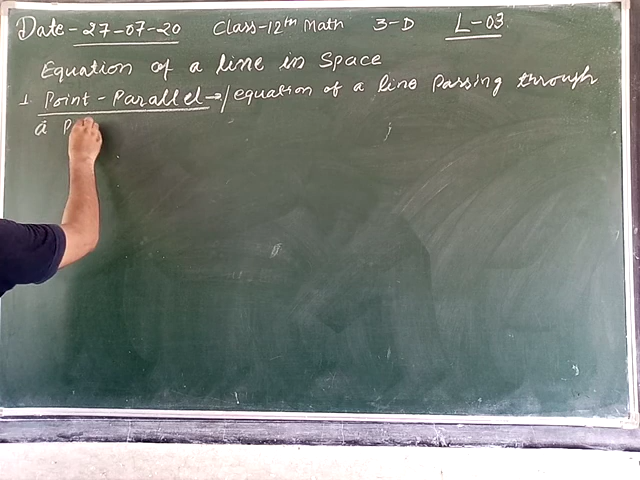 Date-27-07-20 Class-12th Math 3-D L-03
Equation of a line in Space
1. Point-Parallel→/equation of a line Passing through
a P